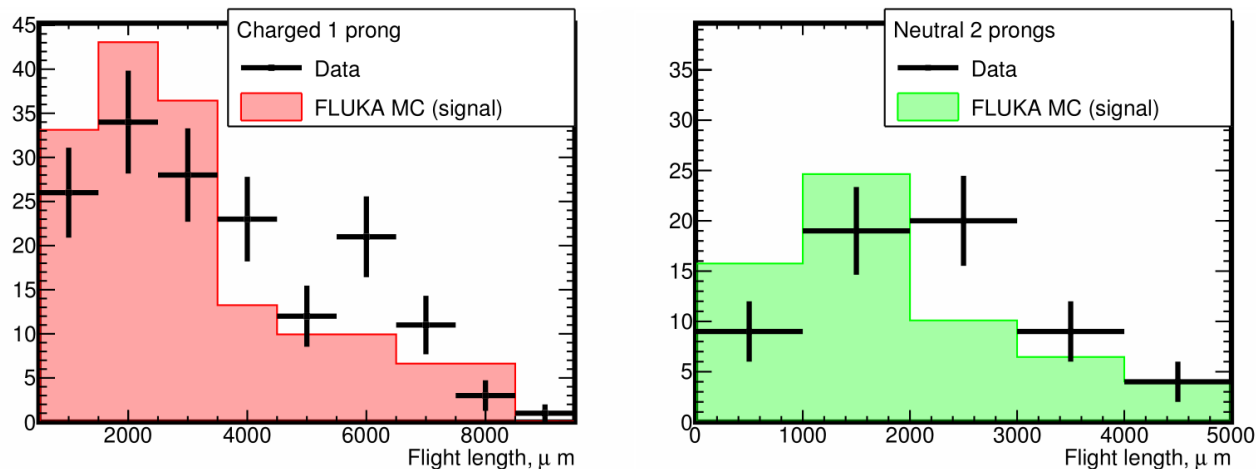 45
40
35
30
25
20
15
10
5
0
Charged 1 prong
Data
FLUKA MC (signal)
2000 4000 6000 8000
Flight length, μ m
35
30
25
20
15
10
5
0
Neutral 2 prongs
Data
FLUKA MC (signal)
0 1000 2000 3000 4000 5000
Flight length, μ m